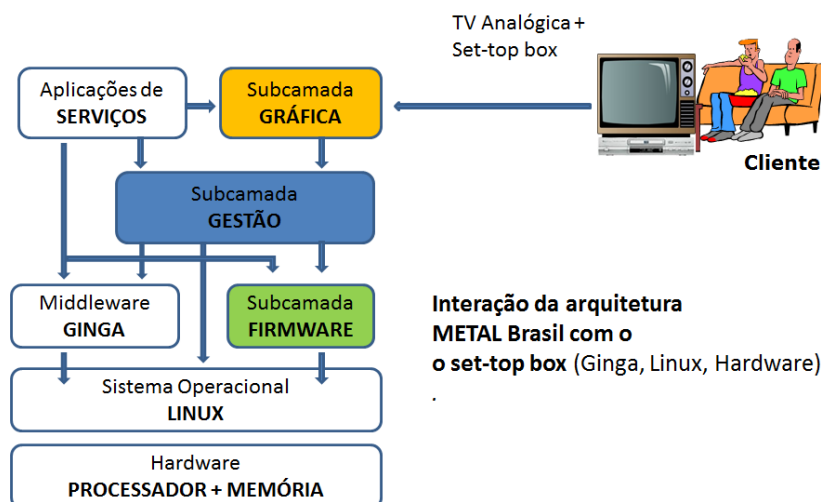 TV Analógica +
Set-top box
Aplicações de
SERVIÇOS
Subcamada
GRÁFICA
Cliente
Subcamada
GESTÃO
Middleware
GINGA
Subcamada
FIRMWARE
Interação da arquitetura
METAL Brasil com o
o set-top box (Ginga, Linux, Hardware)
.
Sistema Operacional
LINUX
Hardware
PROCESSADOR + MEMÓRIA